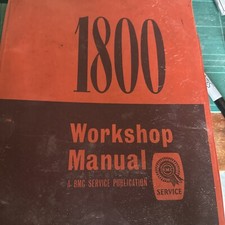 1800
Workshop
Manual
A BMC SERVICE PUBLICATION
SERVICE